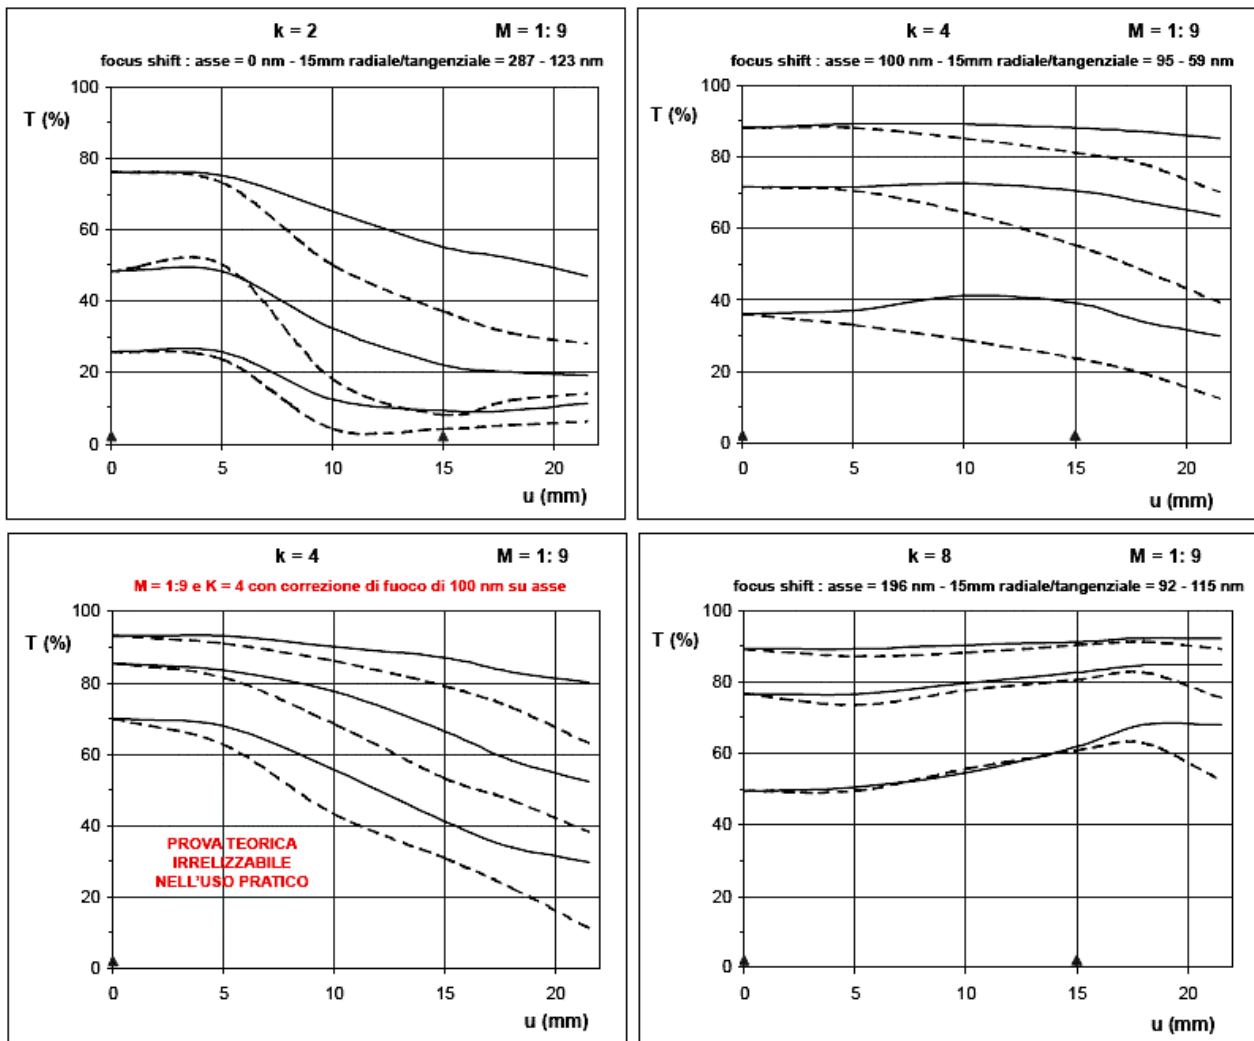 k = 2 M = 1: 9
focus shift : asse = 0 nm - 15mm radiale/tangenziale = 287 - 123 nm
100
T (%)
80
60
40
20
0
0 5 10 15 20
u (mm)
k = 4 M = 1: 9
focus shift : asse = 100 nm - 15mm radiale/tangenziale = 95 - 59 nm
100
T (%)
80
60
40
20
0
0 5 10 15 20
u (mm)
k = 4 M = 1: 9
M = 1:9 e K = 4 con correzione di fuoco di 100 nm su asse
100
T (%)
80
60
40
20
0
PROVA TEORICA
IRRELIZZABILE
NELL'USO PRATICO
0 5 10 15 20
u (mm)
k = 8 M = 1: 9
focus shift : asse = 196 nm - 15mm radiale/tangenziale = 92 - 115 nm
100
T (%)
80
60
40
20
0
0 5 10 15 20
u (mm)